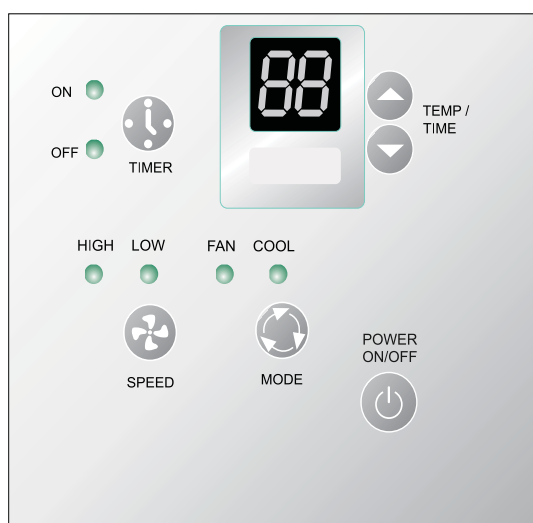 88
ON
TEMP /
TIME
OFF
TIMER
HIGH LOW FAN COOL
SPEED
MODE
POWER
ON/OFF